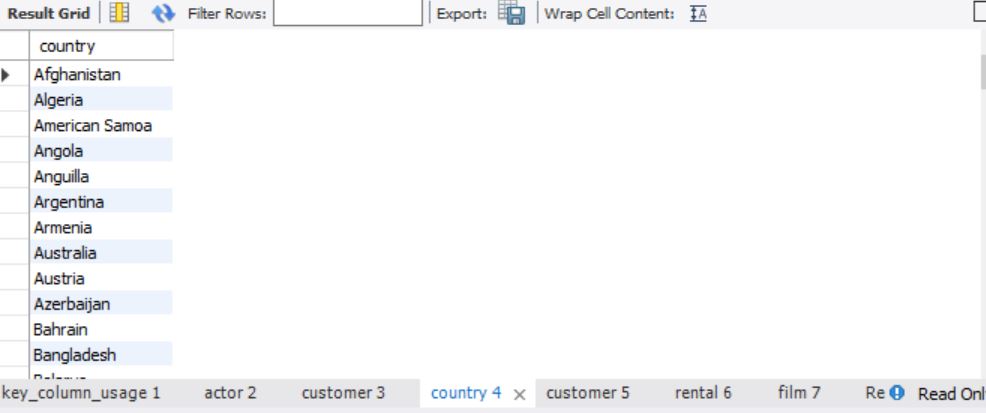 Result Grid Filter Rows: Export: Wrap Cell Content: IA
country
Afghanistan
Algeria
American Samoa
Angola
Anguilla
Argentina
Armenia
Australia
Austria
Azerbaijan
Bahrain
Bangladesh
key_column_usage 1 actor 2 customer 3 country 4 × customer 5 rental 6 film 7 Re Read Onl